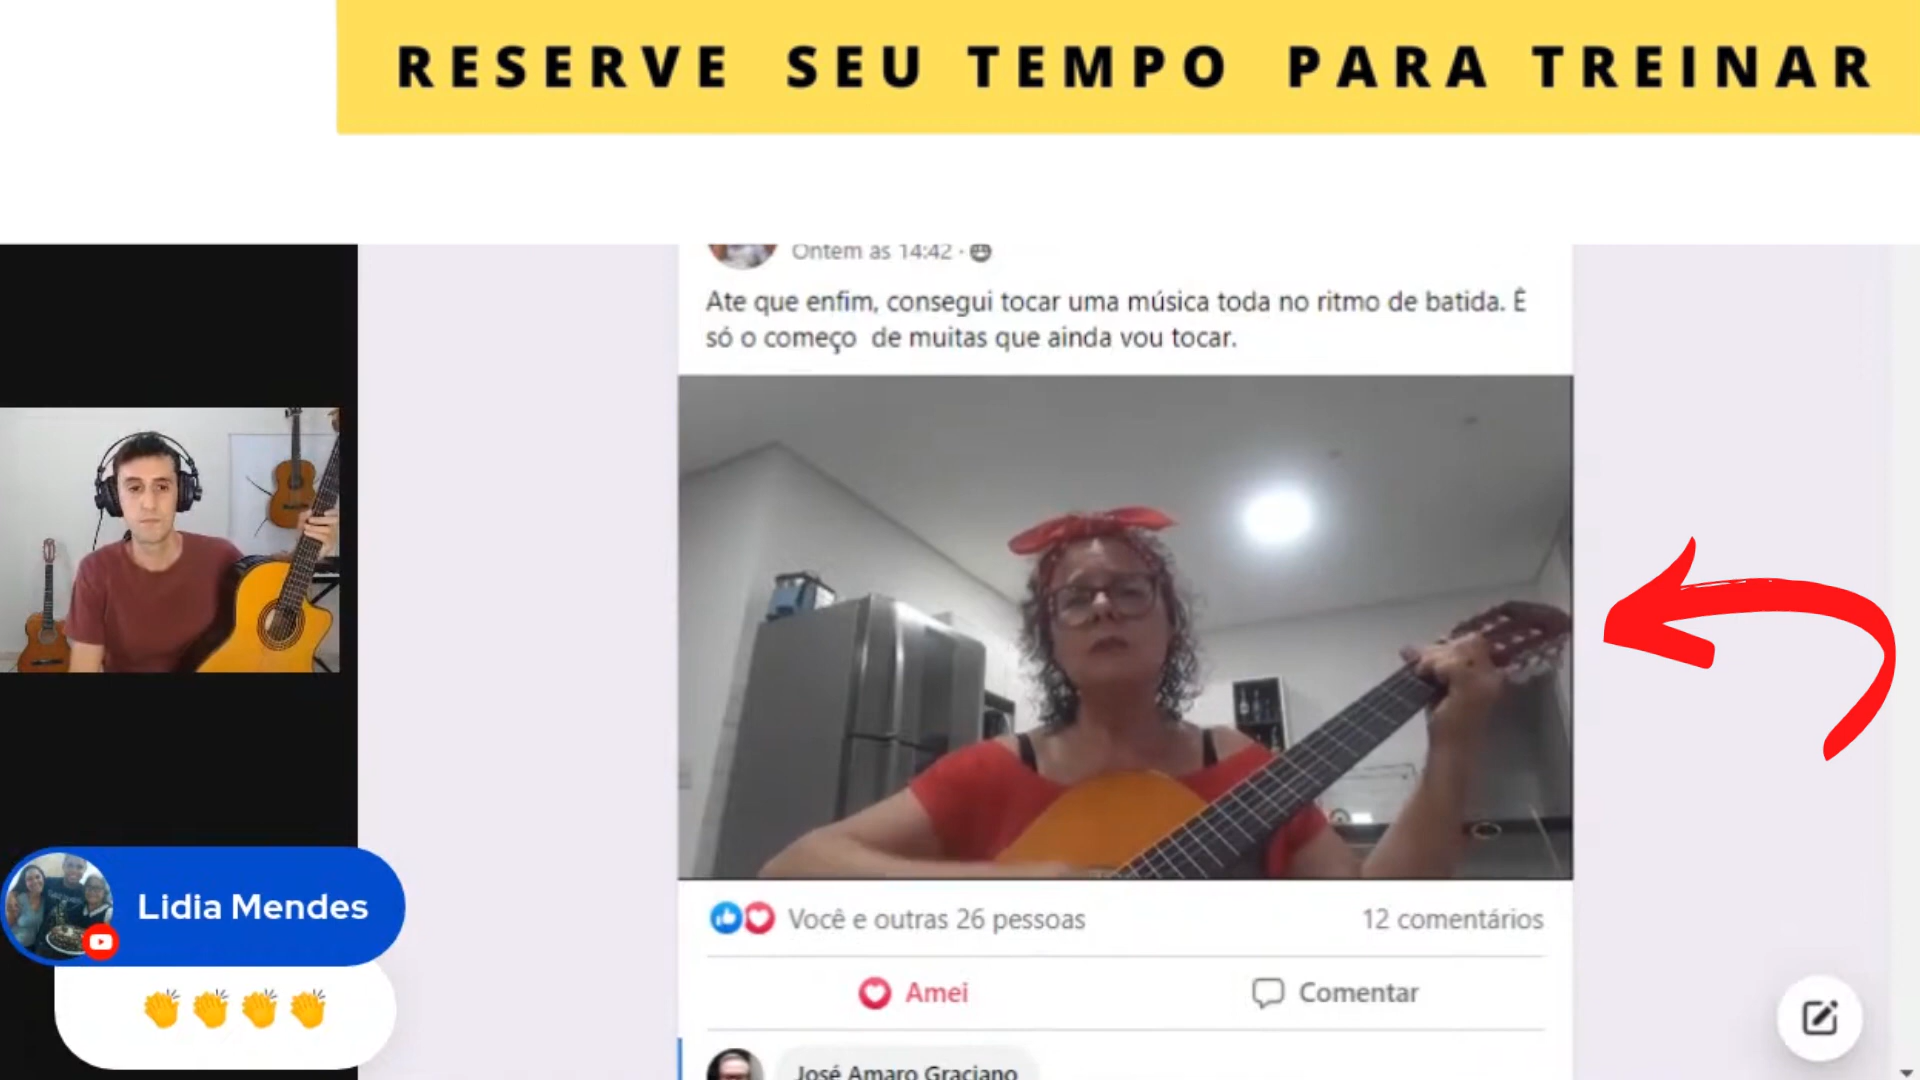 RESERVE SEU TEMPO PARA TREINAR
Ontem às 14:42 ·
Ate que enfim, consegui tocar uma música toda no ritmo de batida. É
só o começo de muitas que ainda vou tocar.
Você e outras 26 pessoas
12 comentários
Amei
Comentar
Lidia Mendes
👏 👏 👏 👏
José Amaro Graciano